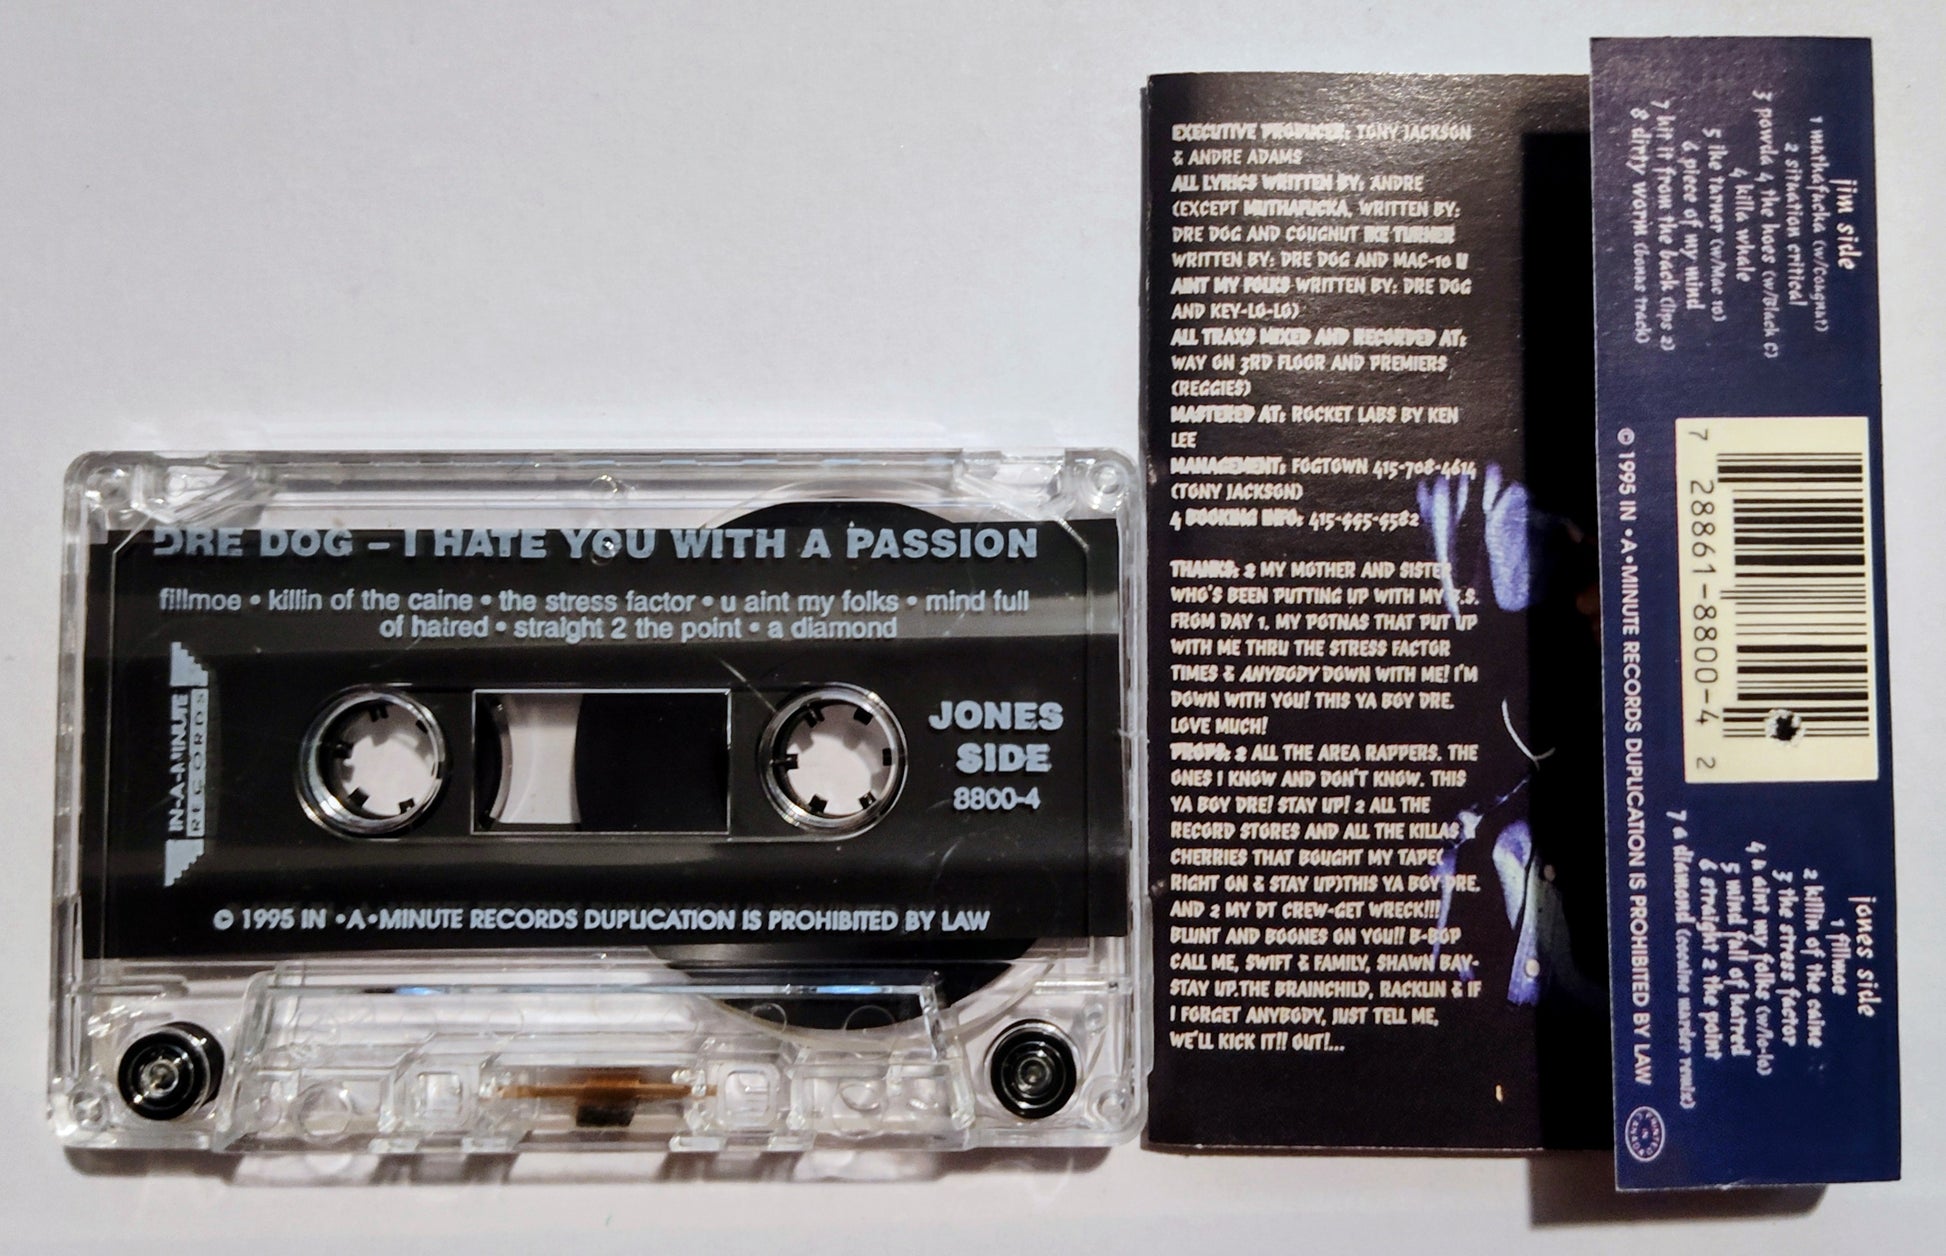 DRE DOG - I HATE YOU WITH A PASSION
fillmoe • killin of the caine • the stress factor • u aint my folks • mind full
of hatred • straight 2 the point • a diamond
IN-A-MINUTE
RECORDS
JONES
SIDE
8800-4
© 1995 IN •A•MINUTE RECORDS DUPLICATION IS PROHIBITED BY LAW
EXECUTIVE PRODUCER: TONY JACKSON
& ANDRE ADAMS
ALL LYRICS WRITTEN BY: ANDRE
(EXCEPT MUTHAFUCKA, WRITTEN BY:
DRE DOG AND COUGNUT IKE TURNER
WRITTEN BY: DRE DOG AND MAC-10 U
AINT MY FOLKS WRITTEN BY: DRE DOG
AND KEY-LO-LO)
ALL TRAXS MIXED AND RECORDED AT:
WAY ON 3RD FLOOR AND PREMIERS
(REGGIES)
MASTERED AT: ROCKET LABS BY KEN
LEE
MANAGEMENT: FOGTOWN 415-708-4614
(TONY JACKSON)
4 BOOKING INFO:
THANKS: 2 MY MOTHER AND SISTER
WHO'S BEEN PUTTING UP WITH MY B.S.
FROM DAY 1. MY POTNAS THAT PUT UP
WITH ME THRU THE STRESS FACTOR
TIMES & ANYBODY DOWN WITH ME! I'M
DOWN WITH YOU! THIS YA BOY DRE.
LOVE MUCH!
PROPS: 2 ALL THE AREA RAPPERS. THE
ONES I KNOW AND DON'T KNOW. THIS
YA BOY DRE! STAY UP! 2 ALL THE
RECORD STORES AND ALL THE KILLAS &
CHERRIES THAT BOUGHT MY TAPE(
RIGHT ON & STAY UP)THIS YA BOY DRE.
AND 2 MY DT CREW-GET WRECK!!!
BLUNT AND BOONES ON YOU!! B-BOP
CALL ME, SWIFT & FAMILY, SHAWN BAY-
STAY UP.THE BRAINCHILD, RACKLIN & IF
I FORGET ANYBODY, JUST TELL ME,
WE'LL KICK IT!! OUT!...
jim side
1 muthafucka (w/cougnut)
2 situation critical
3 powda 4 the hoes (w/Black C)
4 killa whale
5 ike turner (w/Mac 10)
6 piece of my mind
7 hit it from the back (lps 2)
8 dirty worm (bonus track)
7 28861-8800-4 2
jones side
1 fillmoe
2 killin of the caine
3 the stress factor
4 u aint my folks (w/lo-lo)
5 mind full of hatred
6 straight 2 the point
7 a diamond (cocaine warder remix)
© 1995 IN •A•MINUTE RECORDS DUPLICATION IS PROHIBITED BY LAW
PRINTED IN CANADA